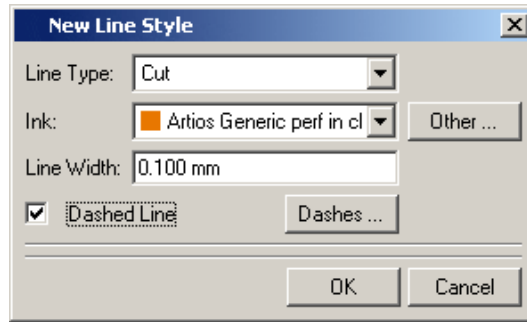 New Line Style
Line Type: Cut
Ink: Artios Generic perf in cl Other ...
Line Width: 0.100 mm
Dashed Line Dashes ...
OK Cancel